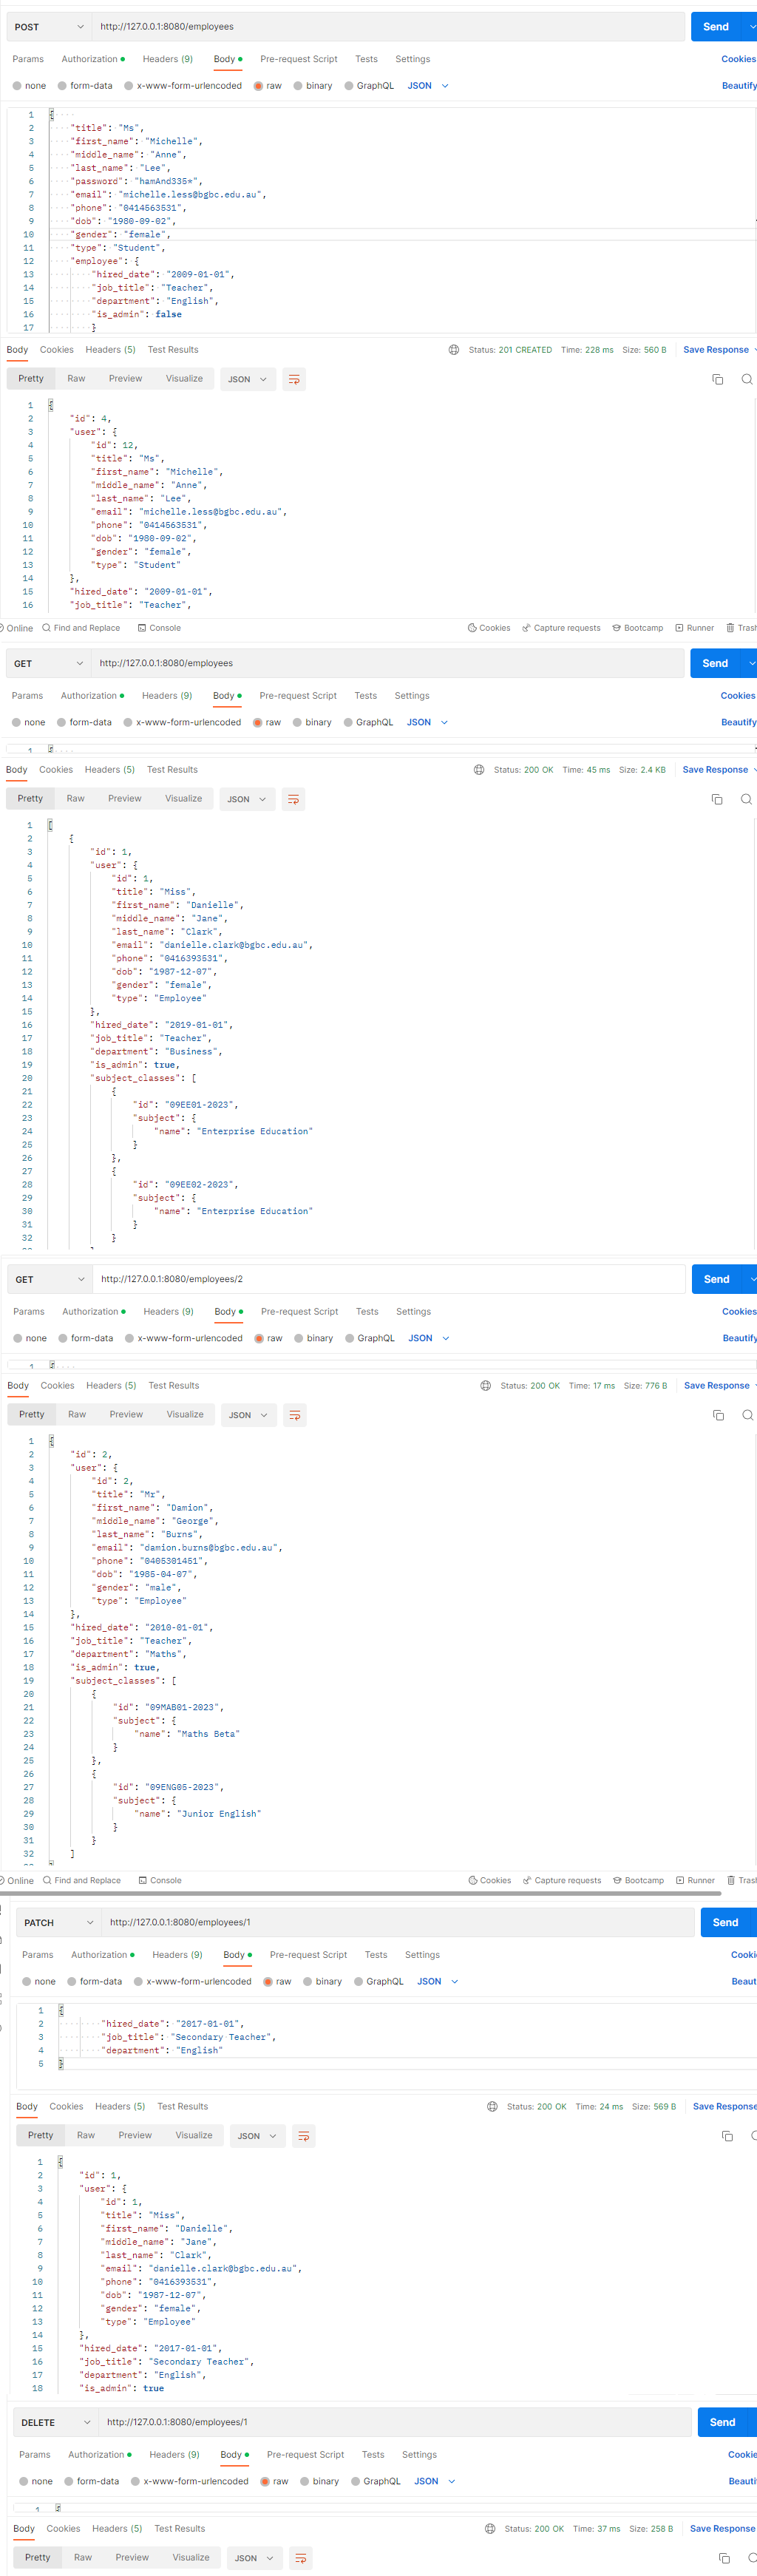 POST http://127.0.0.1:8080/employees Send
Params Authorization Headers (9) Body Pre-request Script Tests Settings Cookies
none form-data x-www-form-urlencoded raw binary GraphQL JSON Beautify
1 {
2 "title": "Ms",
3 "first_name": "Michelle",
4 "middle_name": "Anne",
5 "last_name": "Lee",
6 "password": "hamAnd335*",
7 "email": "michelle.less@bgbc.edu.au",
8 "phone": "0414563531",
9 "dob": "1980-09-02",
10 "gender": "female",
11 "type": "Student",
12 "employee": {
13 "hired_date": "2009-01-01",
14 "job_title": "Teacher",
15 "department": "English",
16 "is_admin": false
17 }
Body Cookies Headers (5) Test Results Status: 201 CREATED Time: 228 ms Size: 560 B Save Response
Pretty Raw Preview Visualize JSON
1 {
2 "id": 4,
3 "user": {
4 "id": 12,
5 "title": "Ms",
6 "first_name": "Michelle",
7 "middle_name": "Anne",
8 "last_name": "Lee",
9 "email": "michelle.less@bgbc.edu.au",
10 "phone": "0414563531",
11 "dob": "1980-09-02",
12 "gender": "female",
13 "type": "Student"
14 },
15 "hired_date": "2009-01-01",
16 "job_title": "Teacher",
Online Find and Replace Console Cookies Capture requests Bootcamp Runner Trash
GET http://127.0.0.1:8080/employees Send
Params Authorization Headers (9) Body Pre-request Script Tests Settings Cookies
none form-data x-www-form-urlencoded raw binary GraphQL JSON Beautify
1 {
Body Cookies Headers (5) Test Results Status: 200 OK Time: 45 ms Size: 2.4 KB Save Response
Pretty Raw Preview Visualize JSON
1 [
2 {
3 "id": 1,
4 "user": {
5 "id": 1,
6 "title": "Miss",
7 "first_name": "Danielle",
8 "middle_name": "Jane",
9 "last_name": "Clark",
10 "email": "danielle.clark@bgbc.edu.au",
11 "phone": "0416393531",
12 "dob": "1987-12-07",
13 "gender": "female",
14 "type": "Employee"
15 },
16 "hired_date": "2019-01-01",
17 "job_title": "Teacher",
18 "department": "Business",
19 "is_admin": true,
20 "subject_classes": [
21 {
22 "id": "09EE01-2023",
23 "subject": {
24 "name": "Enterprise Education"
25 }
26 },
27 {
28 "id": "09EE02-2023",
29 "subject": {
30 "name": "Enterprise Education"
31 }
32 }
GET http://127.0.0.1:8080/employees/2 Send
Params Authorization Headers (9) Body Pre-request Script Tests Settings Cookies
none form-data x-www-form-urlencoded raw binary GraphQL JSON Beautify
1 {
Body Cookies Headers (5) Test Results Status: 200 OK Time: 17 ms Size: 776 B Save Response
Pretty Raw Preview Visualize JSON
1 {
2 "id": 2,
3 "user": {
4 "id": 2,
5 "title": "Mr",
6 "first_name": "Damion",
7 "middle_name": "George",
8 "last_name": "Burns",
9 "email": "damion.burns@bgbc.edu.au",
10 "phone": "0405301451",
11 "dob": "1985-04-07",
12 "gender": "male",
13 "type": "Employee"
14 },
15 "hired_date": "2010-01-01",
16 "job_title": "Teacher",
17 "department": "Maths",
18 "is_admin": true,
19 "subject_classes": [
20 {
21 "id": "09MAB01-2023",
22 "subject": {
23 "name": "Maths Beta"
24 }
25 },
26 {
27 "id": "09ENG05-2023",
28 "subject": {
29 "name": "Junior English"
30 }
31 }
32 ]
Online Find and Replace Console Cookies Capture requests Bootcamp Runner Trash
PATCH http://127.0.0.1:8080/employees/1 Send
Params Authorization Headers (9) Body Pre-request Script Tests Settings Cooki
none form-data x-www-form-urlencoded raw binary GraphQL JSON Beaut
1 {
2 "hired_date": "2017-01-01",
3 "job_title": "Secondary Teacher",
4 "department": "English"
5 }
Body Cookies Headers (5) Test Results Status: 200 OK Time: 24 ms Size: 569 B Save Response
Pretty Raw Preview Visualize JSON
1 {
2 "id": 1,
3 "user": {
4 "id": 1,
5 "title": "Miss",
6 "first_name": "Danielle",
7 "middle_name": "Jane",
8 "last_name": "Clark",
9 "email": "danielle.clark@bgbc.edu.au",
10 "phone": "0416393531",
11 "dob": "1987-12-07",
12 "gender": "female",
13 "type": "Employee"
14 },
15 "hired_date": "2017-01-01",
16 "job_title": "Secondary Teacher",
17 "department": "English",
18 "is_admin": true
DELETE http://127.0.0.1:8080/employees/1 Send
Params Authorization Headers (9) Body Pre-request Script Tests Settings Cookie
none form-data x-www-form-urlencoded raw binary GraphQL JSON Beauti
1 {
Body Cookies Headers (5) Test Results Status: 200 OK Time: 37 ms Size: 258 B Save Response
Pretty Raw Preview Visualize JSON